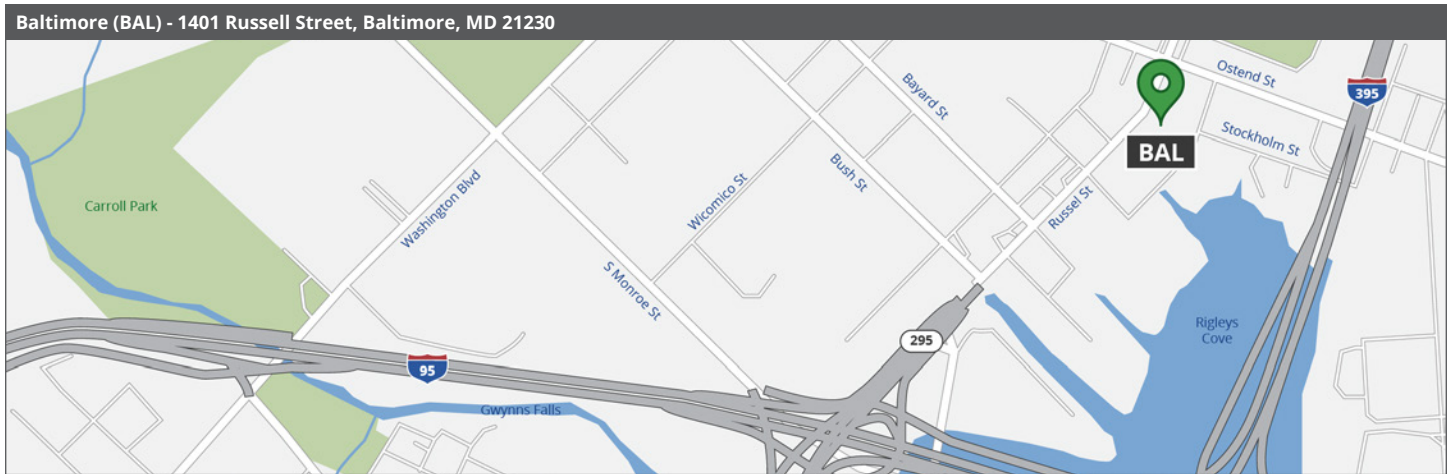 Baltimore (BAL) - 1401 Russell Street, Baltimore, MD 21230
Ostend St
395
Bayard St
Stockholm St
BAL
Bush St
Carroll Park
Wicomico St
Washington Blvd
Russel St
S Monroe St
Rigleys
Cove
295
95
Gwynns Falls